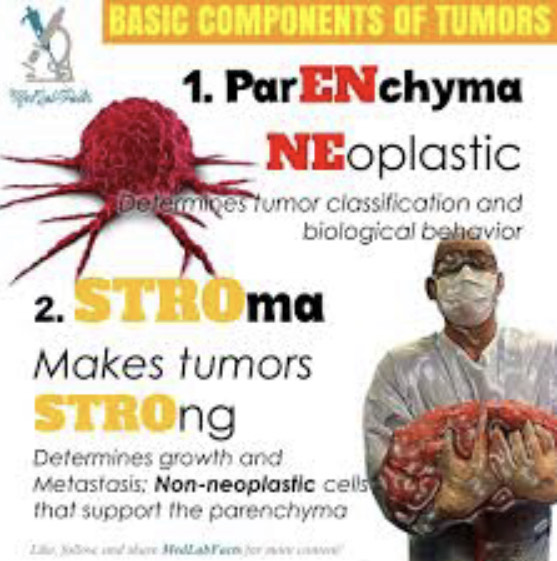 BASIC COMPONENTS OF TUMORS
MedLabFacts
1. ParENchyma
NEoplastic
Determines tumor classification and
biological behavior
2. STROma
Makes tumors
STROng
Determines growth and
Metastasis; Non-neoplastic cells
that support the parenchyma
Like, follow and share MedLabFacts for more content!